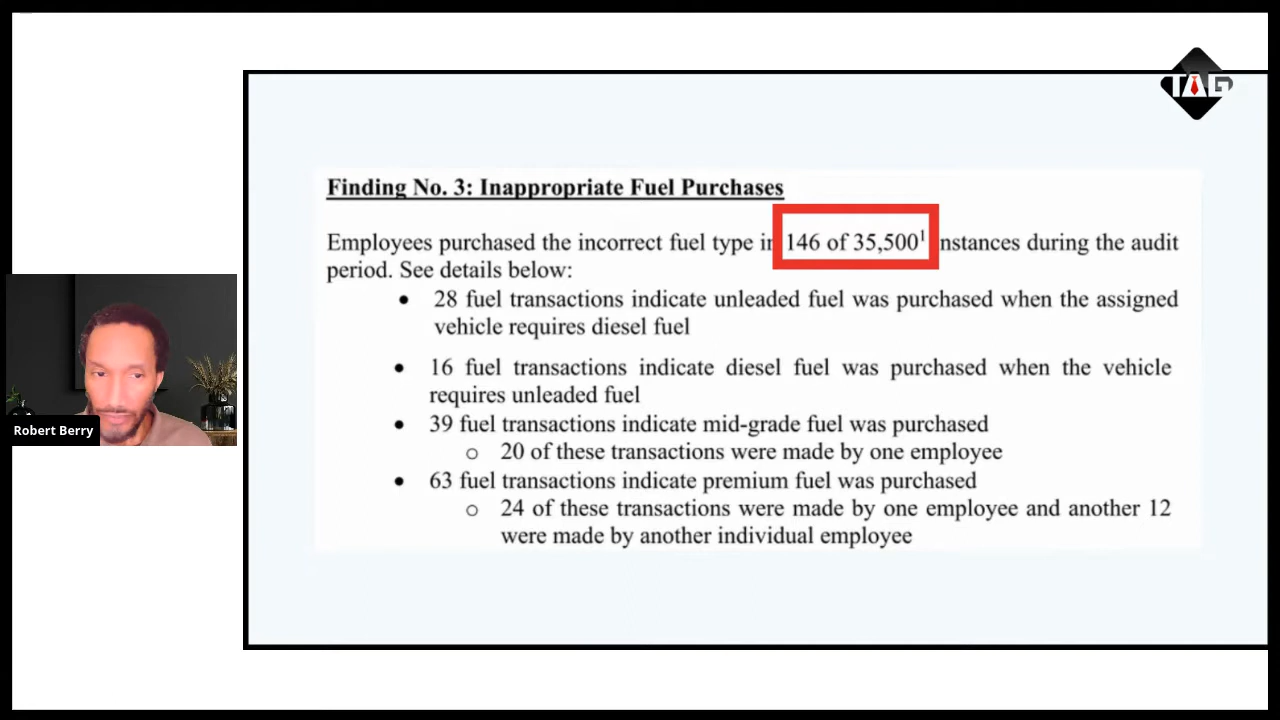 TAG
Finding No. 3: Inappropriate Fuel Purchases
Employees purchased the incorrect fuel type in 146 of 35,500¹ nstances during the audit
period. See details below:
• 28 fuel transactions indicate unleaded fuel was purchased when the assigned
vehicle requires diesel fuel
• 16 fuel transactions indicate diesel fuel was purchased when the vehicle
requires unleaded fuel
• 39 fuel transactions indicate mid-grade fuel was purchased
o 20 of these transactions were made by one employee
• 63 fuel transactions indicate premium fuel was purchased
o 24 of these transactions were made by one employee and another 12
were made by another individual employee
Robert Berry